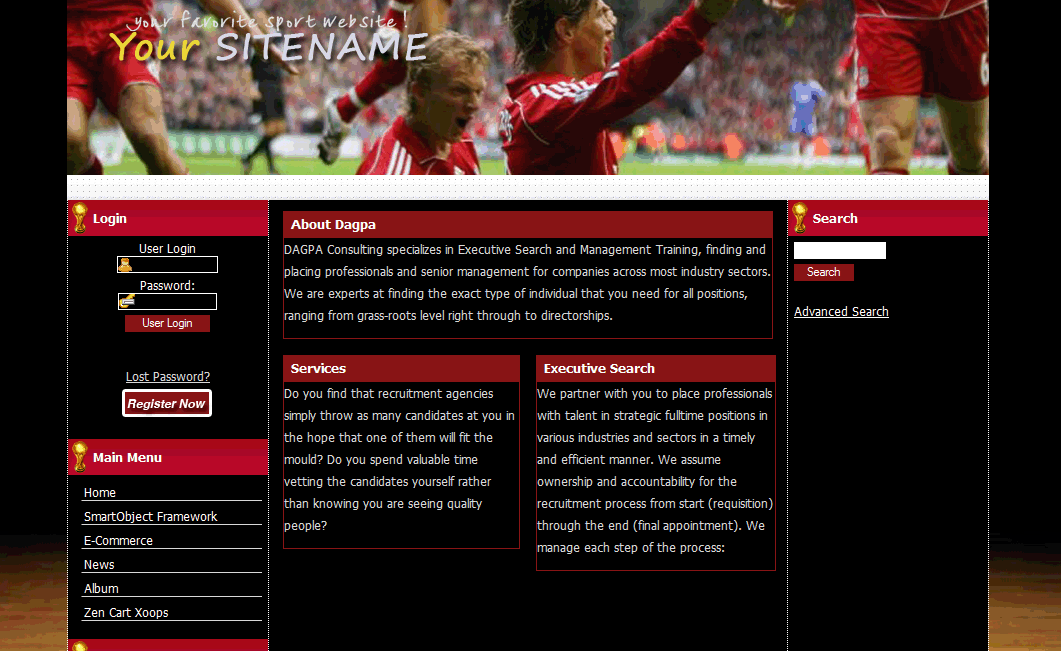 your favorite sport website !
Your SITENAME
Login
User Login
Password:
User Login
Lost Password?
Register Now
Main Menu
Home
SmartObject Framework
E-Commerce
News
Album
Zen Cart Xoops
About Dagpa
DAGPA Consulting specializes in Executive Search and Management Training, finding and
placing professionals and senior management for companies across most industry sectors.
We are experts at finding the exact type of individual that you need for all positions,
ranging from grass-roots level right through to directorships.
Services
Do you find that recruitment agencies
simply throw as many candidates at you in
the hope that one of them will fit the
mould? Do you spend valuable time
vetting the candidates yourself rather
than knowing you are seeing quality
people?
Executive Search
We partner with you to place professionals
with talent in strategic fulltime positions in
various industries and sectors in a timely
and efficient manner. We assume
ownership and accountability for the
recruitment process from start (requisition)
through the end (final appointment). We
manage each step of the process:
Search
Search
Advanced Search